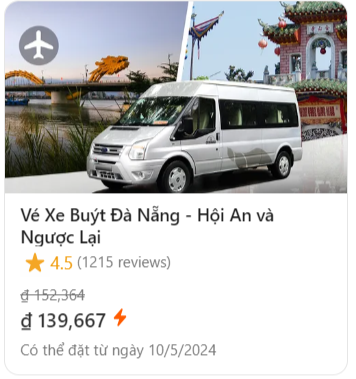 Vé Xe Buýt Đà Nẵng - Hội An và
Ngược Lại
4.5 (1215 reviews)
₫ 152,364
₫ 139,667
Có thể đặt từ ngày 10/5/2024